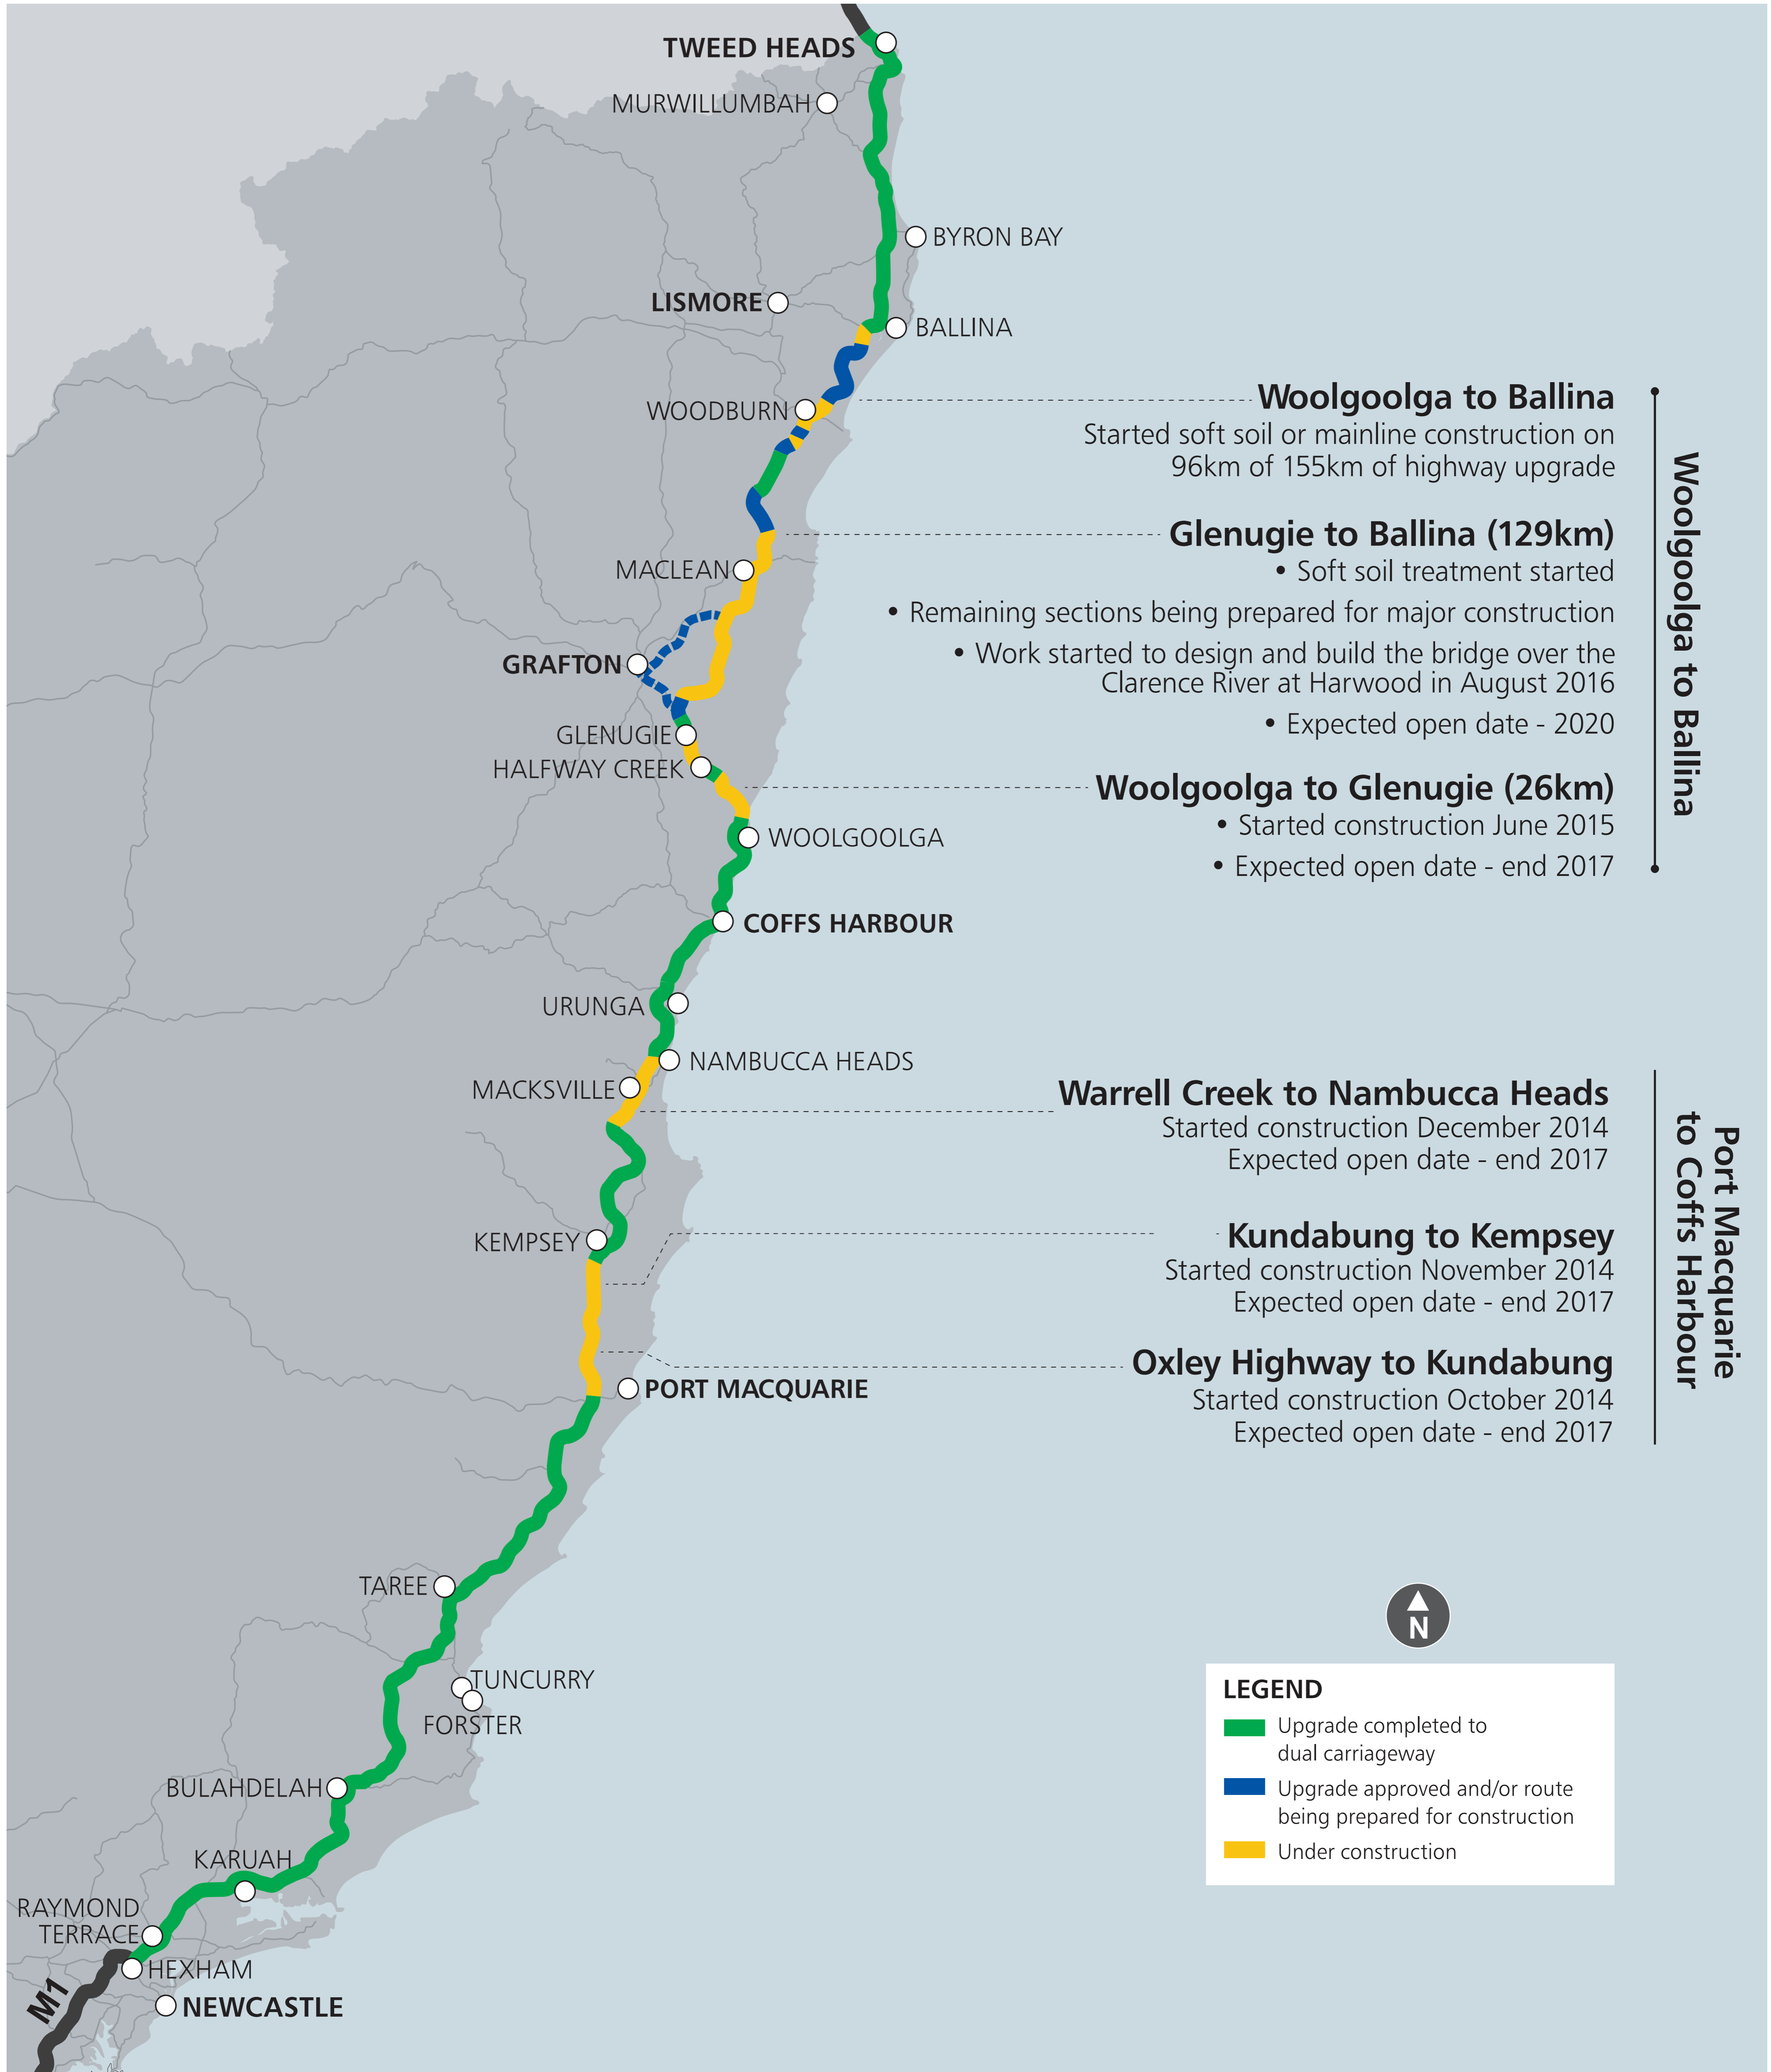 TWEED HEADS
MURWILLUMBAH
BYRON BAY
LISMORE
BALLINA
WOODBURN
MACLEAN
GRAFTON
GLENUGIE
HALFWAY CREEK
WOOLGOOLGA
COFFS HARBOUR
URUNGA
NAMBUCCA HEADS
MACKSVILLE
KEMPSEY
PORT MACQUARIE
TAREE
TUNCURRY
FORSTER
BULAHDELAH
KARUAH
RAYMOND
TERRACE
HEXHAM
M1
NEWCASTLE
Woolgoolga to Ballina
Started soft soil or mainline construction on
96km of 155km of highway upgrade
Glenugie to Ballina (129km)
• Soft soil treatment started
• Remaining sections being prepared for major construction
• Work started to design and build the bridge over the
Clarence River at Harwood in August 2016
• Expected open date - 2020
Woolgoolga to Glenugie (26km)
• Started construction June 2015
• Expected open date - end 2017
Woolgoolga to Ballina
Warrell Creek to Nambucca Heads
Started construction December 2014
Expected open date - end 2017
Kundabung to Kempsey
Started construction November 2014
Expected open date - end 2017
Oxley Highway to Kundabung
Started construction October 2014
Expected open date - end 2017
Port Macquarie
to Coffs Harbour
N
LEGEND
Upgrade completed to
dual carriageway
Upgrade approved and/or route
being prepared for construction
Under construction